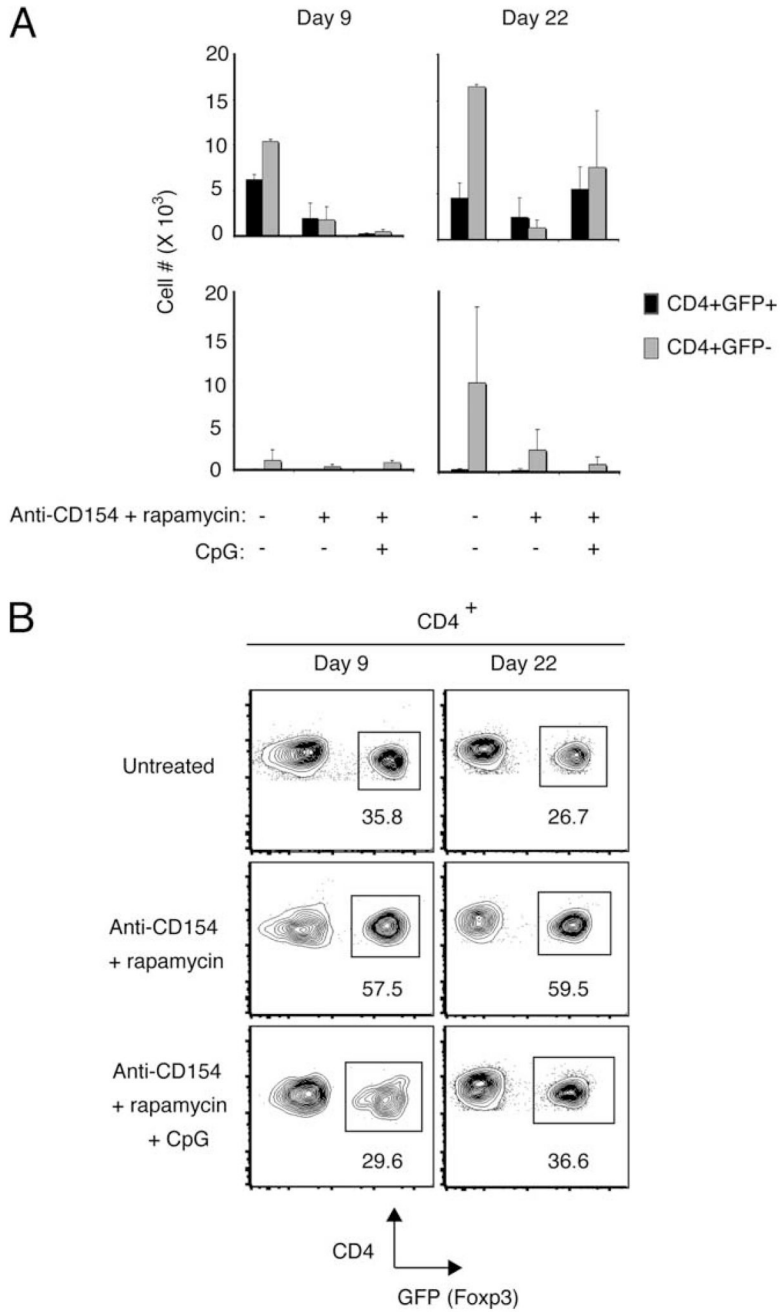 A
Day 9
Day 22
20
15
10
5
0
Cell # (X 10³)
20
15
10
5
0
CD4+GFP+
CD4+GFP-
Anti-CD154 + rapamycin: - + + - + +
CpG: - - + - - +
B
CD4 +
Day 9
Day 22
Untreated
35.8
26.7
Anti-CD154
+ rapamycin
57.5
59.5
Anti-CD154
+ rapamycin
+ CpG
29.6
36.6
CD4
GFP (Foxp3)